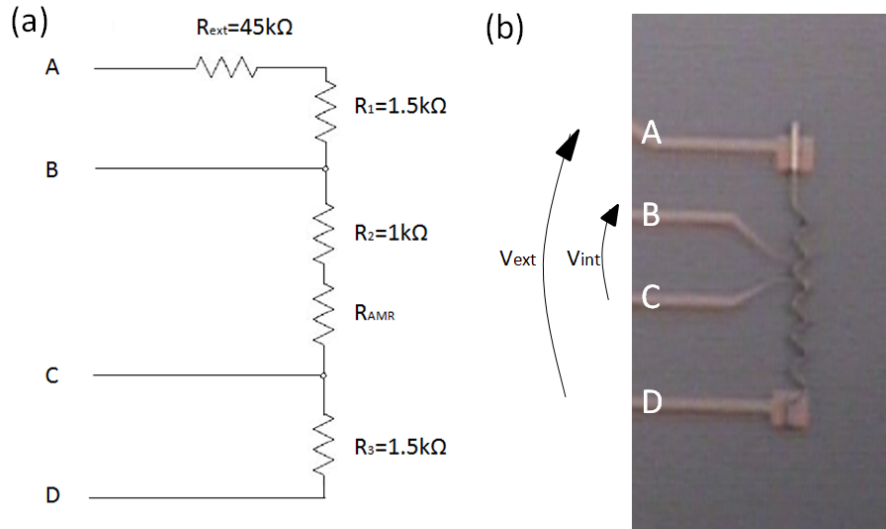 (a)
Rext=45kΩ
A
R1=1.5kΩ
B
R2=1kΩ
RAMR
C
R3=1.5kΩ
D
(b)
A
B
Vext
Vint
C
D